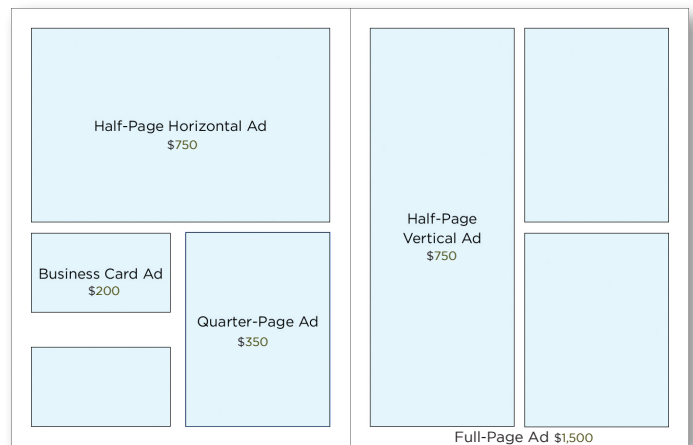 Half-Page Horizontal Ad
$750
Business Card Ad
$200
Quarter-Page Ad
$350
Half-Page
Vertical Ad
$750
Full-Page Ad $1,500